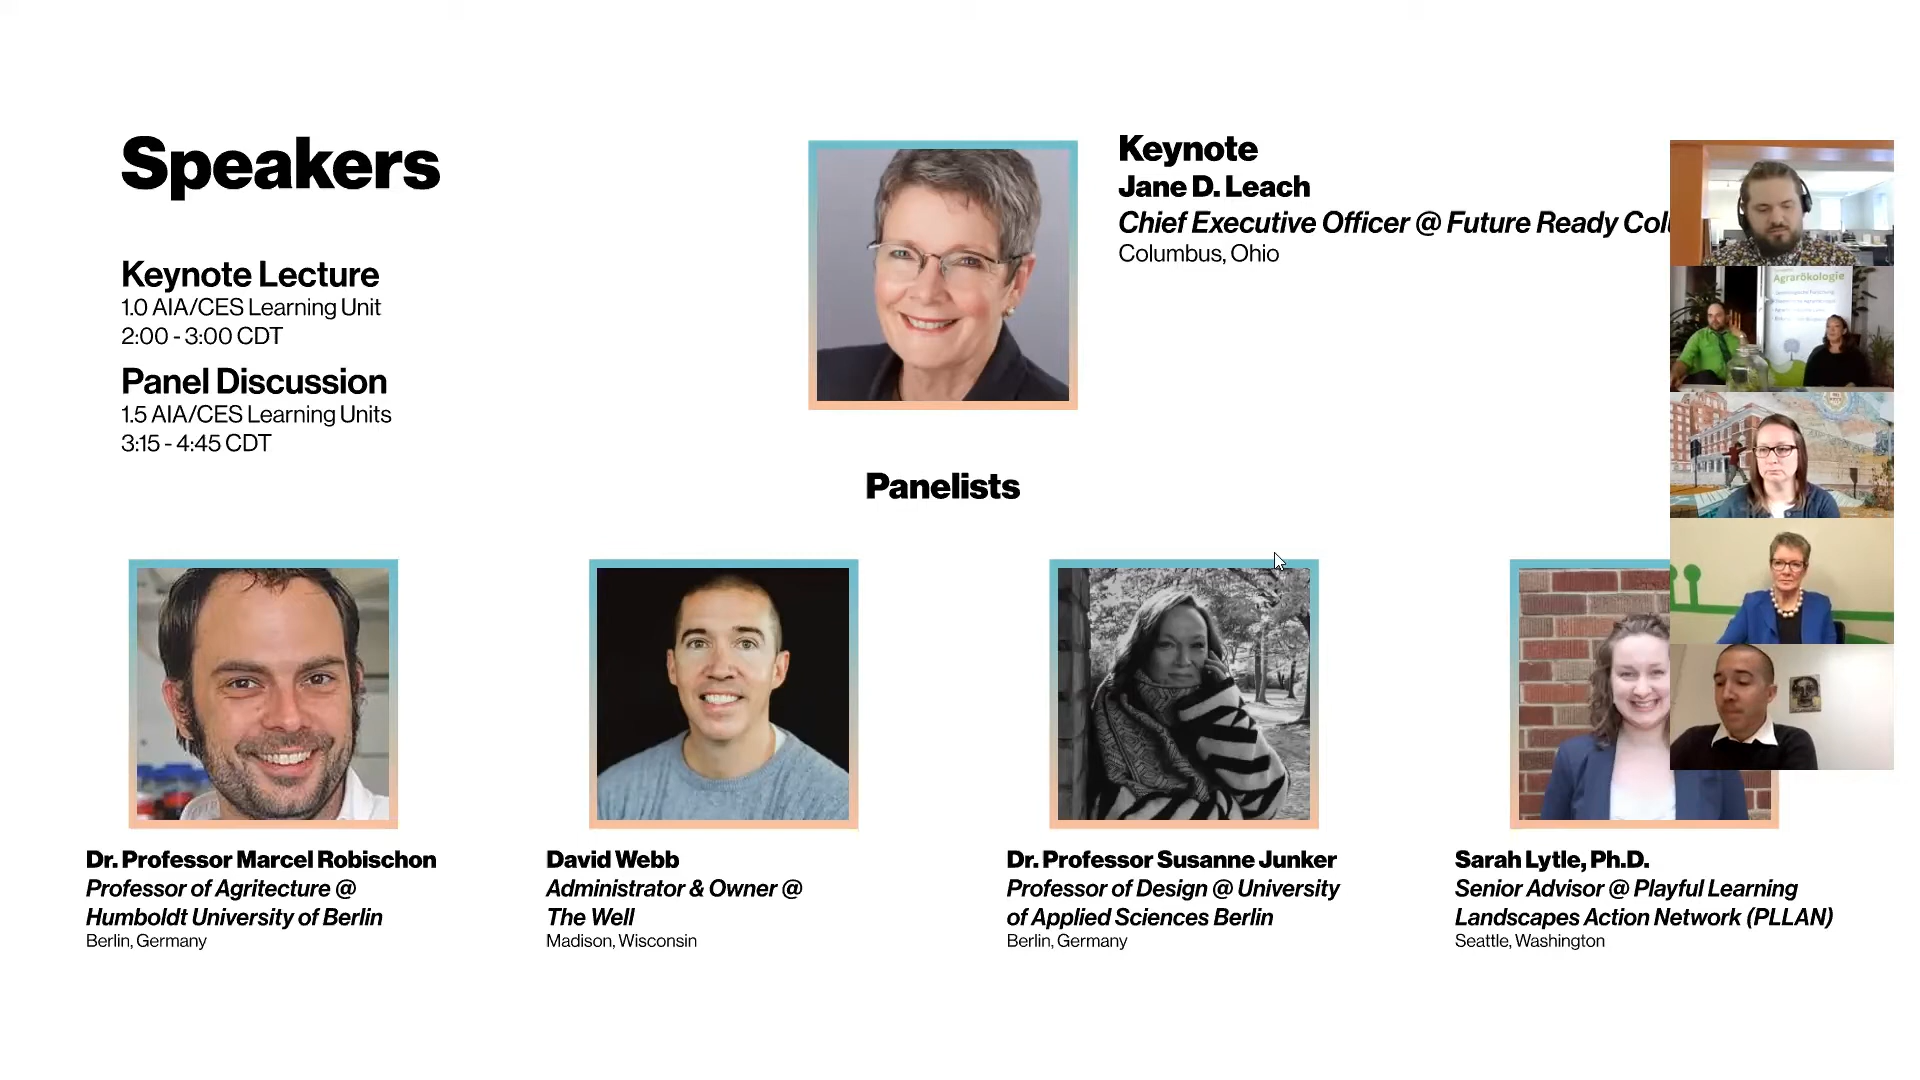 Speakers
Keynote Lecture
1.0 AIA/CES Learning Unit
2:00 - 3:00 CDT
Panel Discussion
1.5 AIA/CES Learning Units
3:15 - 4:45 CDT
Keynote
Jane D. Leach
Chief Executive Officer @ Future Ready Col
Columbus, Ohio
Agrarökologie
Panelists
Dr. Professor Marcel Robischon
Professor of Agritecture @
Humboldt University of Berlin
Berlin, Germany
David Webb
Administrator & Owner @
The Well
Madison, Wisconsin
Dr. Professor Susanne Junker
Professor of Design @ University
of Applied Sciences Berlin
Berlin, Germany
Sarah Lytle, Ph.D.
Senior Advisor @ Playful Learning
Landscapes Action Network (PLLAN)
Seattle, Washington